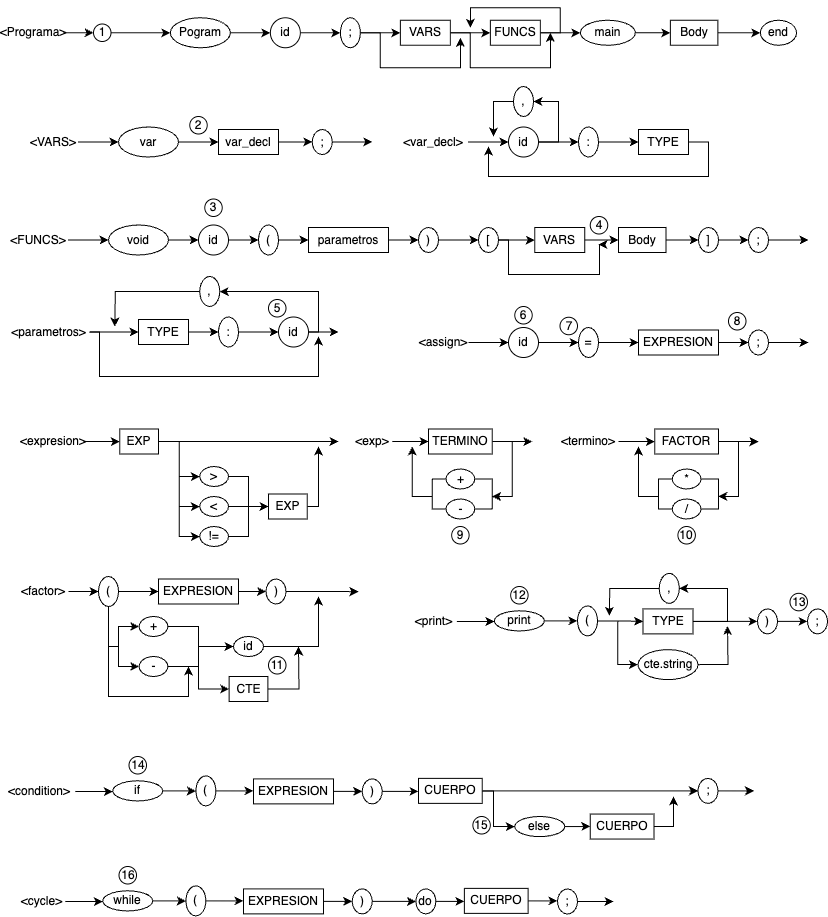 <Programa> 1 Pogram id ; VARS FUNCS main Body end
,
2
<VARS> var var_decl ; <var_decl> id : TYPE
3
4
<FUNCS> void id ( parametros ) [ VARS Body ] ;
,
5 6 7 8
<parametros> TYPE : id <assign> id = EXPRESION ;
<expresion> EXP <exp> TERMINO <termino> FACTOR
> + *
< EXP - /
!= 9 10
<factor> ( EXPRESION ) ,
12 13
<print> print ( TYPE ) ;
+
id
- 11 cte.string
CTE
14
<condition> if ( EXPRESION ) CUERPO ;
15 else CUERPO
16
<cycle> while ( EXPRESION ) do CUERPO ;